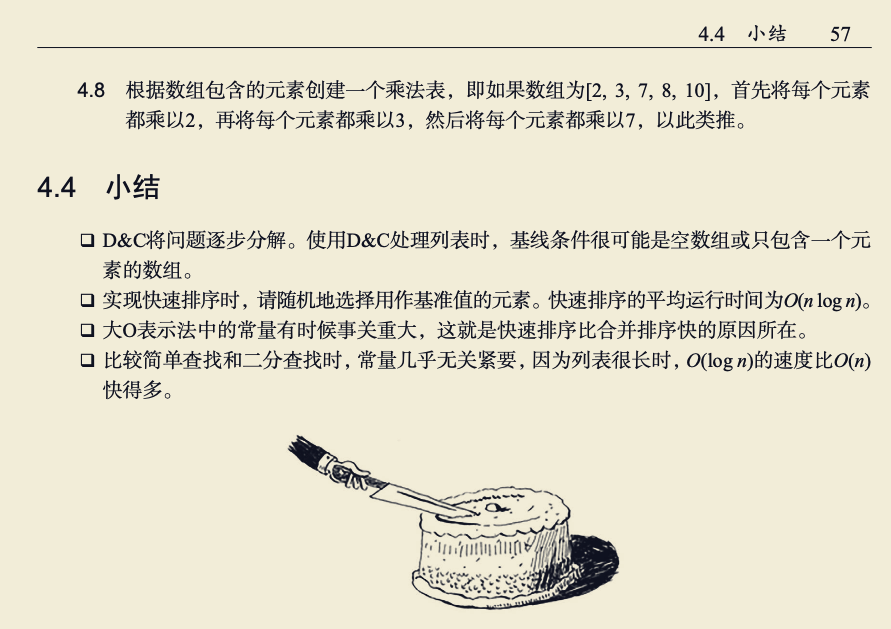 4.4 小结 57
4.8 根据数组包含的元素创建一个乘法表，即如果数组为[2, 3, 7, 8, 10]，首先将每个元素
都乘以2，再将每个元素都乘以3，然后将每个元素都乘以7，以此类推。
4.4 小结
❑ D&C将问题逐步分解。使用D&C处理列表时，基线条件很可能是空数组或只包含一个元
素的数组。
❑ 实现快速排序时，请随机地选择用作基准值的元素。快速排序的平均运行时间为O(n log n)。
❑ 大O表示法中的常量有时候事关重大，这就是快速排序比合并排序快的原因所在。
❑ 比较简单查找和二分查找时，常量几乎无关紧要，因为列表很长时，O(log n)的速度比O(n)
快得多。